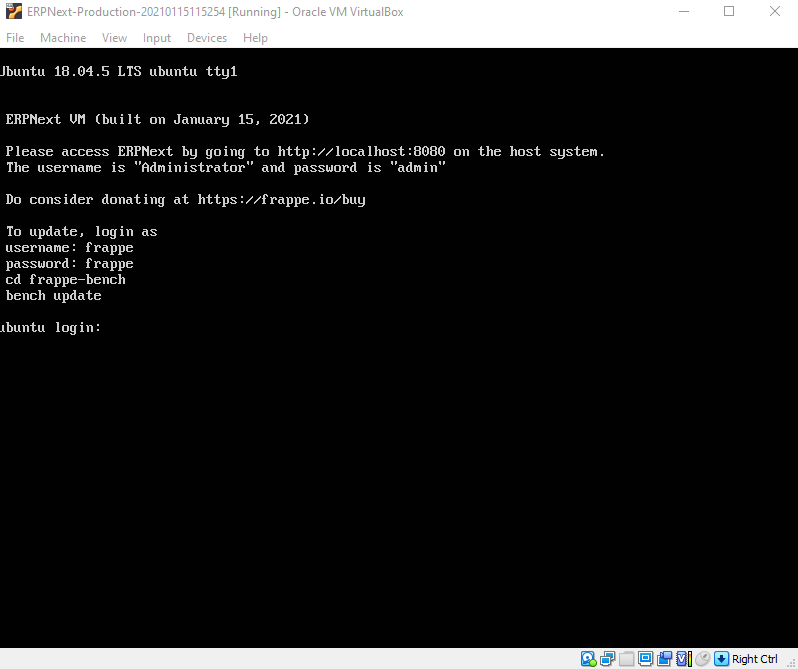 ERPNext-Production-20210115115254 [Running] - Oracle VM VirtualBox
File Machine View Input Devices Help
Ubuntu 18.04.5 LTS ubuntu tty1
ERPNext VM (built on January 15, 2021)
Please access ERPNext by going to http://localhost:8080 on the host system.
The username is "Administrator" and password is "admin"
Do consider donating at https://frappe.io/buy
To update, login as
username: frappe
password: frappe
cd frappe-bench
bench update
ubuntu login:
Right Ctrl